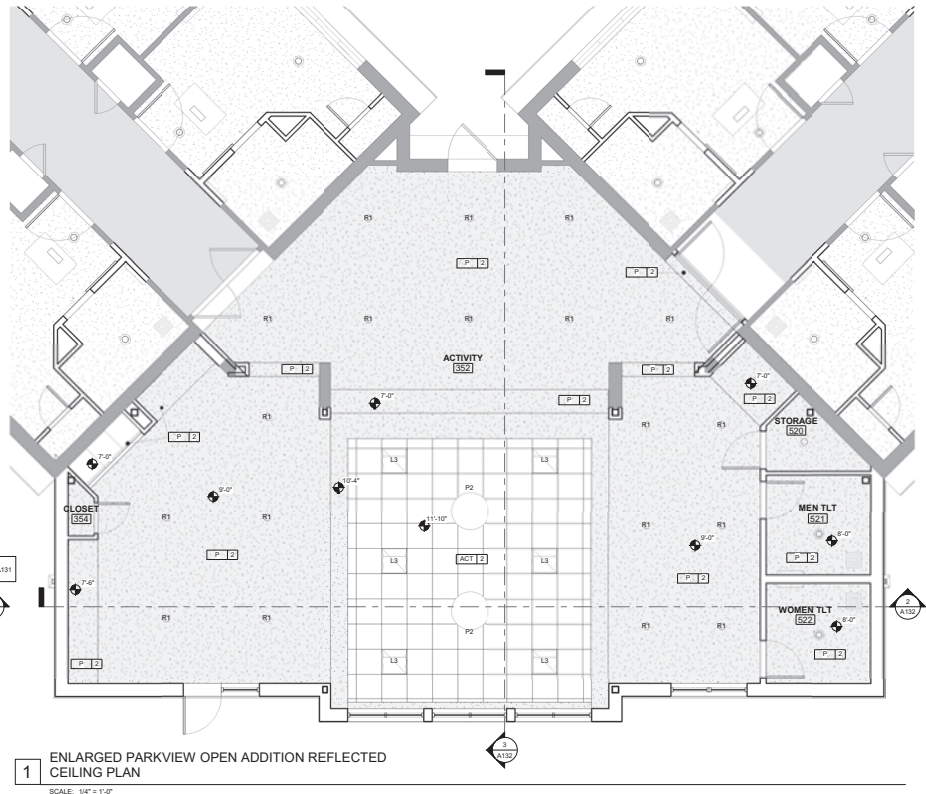 R1 R1 R1
P 2
P 2
R1 R1 R1 R1 R1
ACTIVITY
352
P 2
P 2
7'-0"
P 2
7'-0"
P 2
R1
R1 R1
STORAGE
520
P 2
7'-0"
L3 L3
P2
10'-4"
9'-0"
CLOSET
354
MEN TLT
521
R1 R1
11'-10"
R1 R1
8'-0"
9'-0"
P 2
ACT 2
P 2
L3 L3
A131
P 2
7'-6"
2
A132
WOMEN TLT
522
8'-0"
R1 R1
P2
R1 R1
P 2
P 2
L3 L3
3
A132
1
ENLARGED PARKVIEW OPEN ADDITION REFLECTED
CEILING PLAN
SCALE: 1/4" = 1'-0"